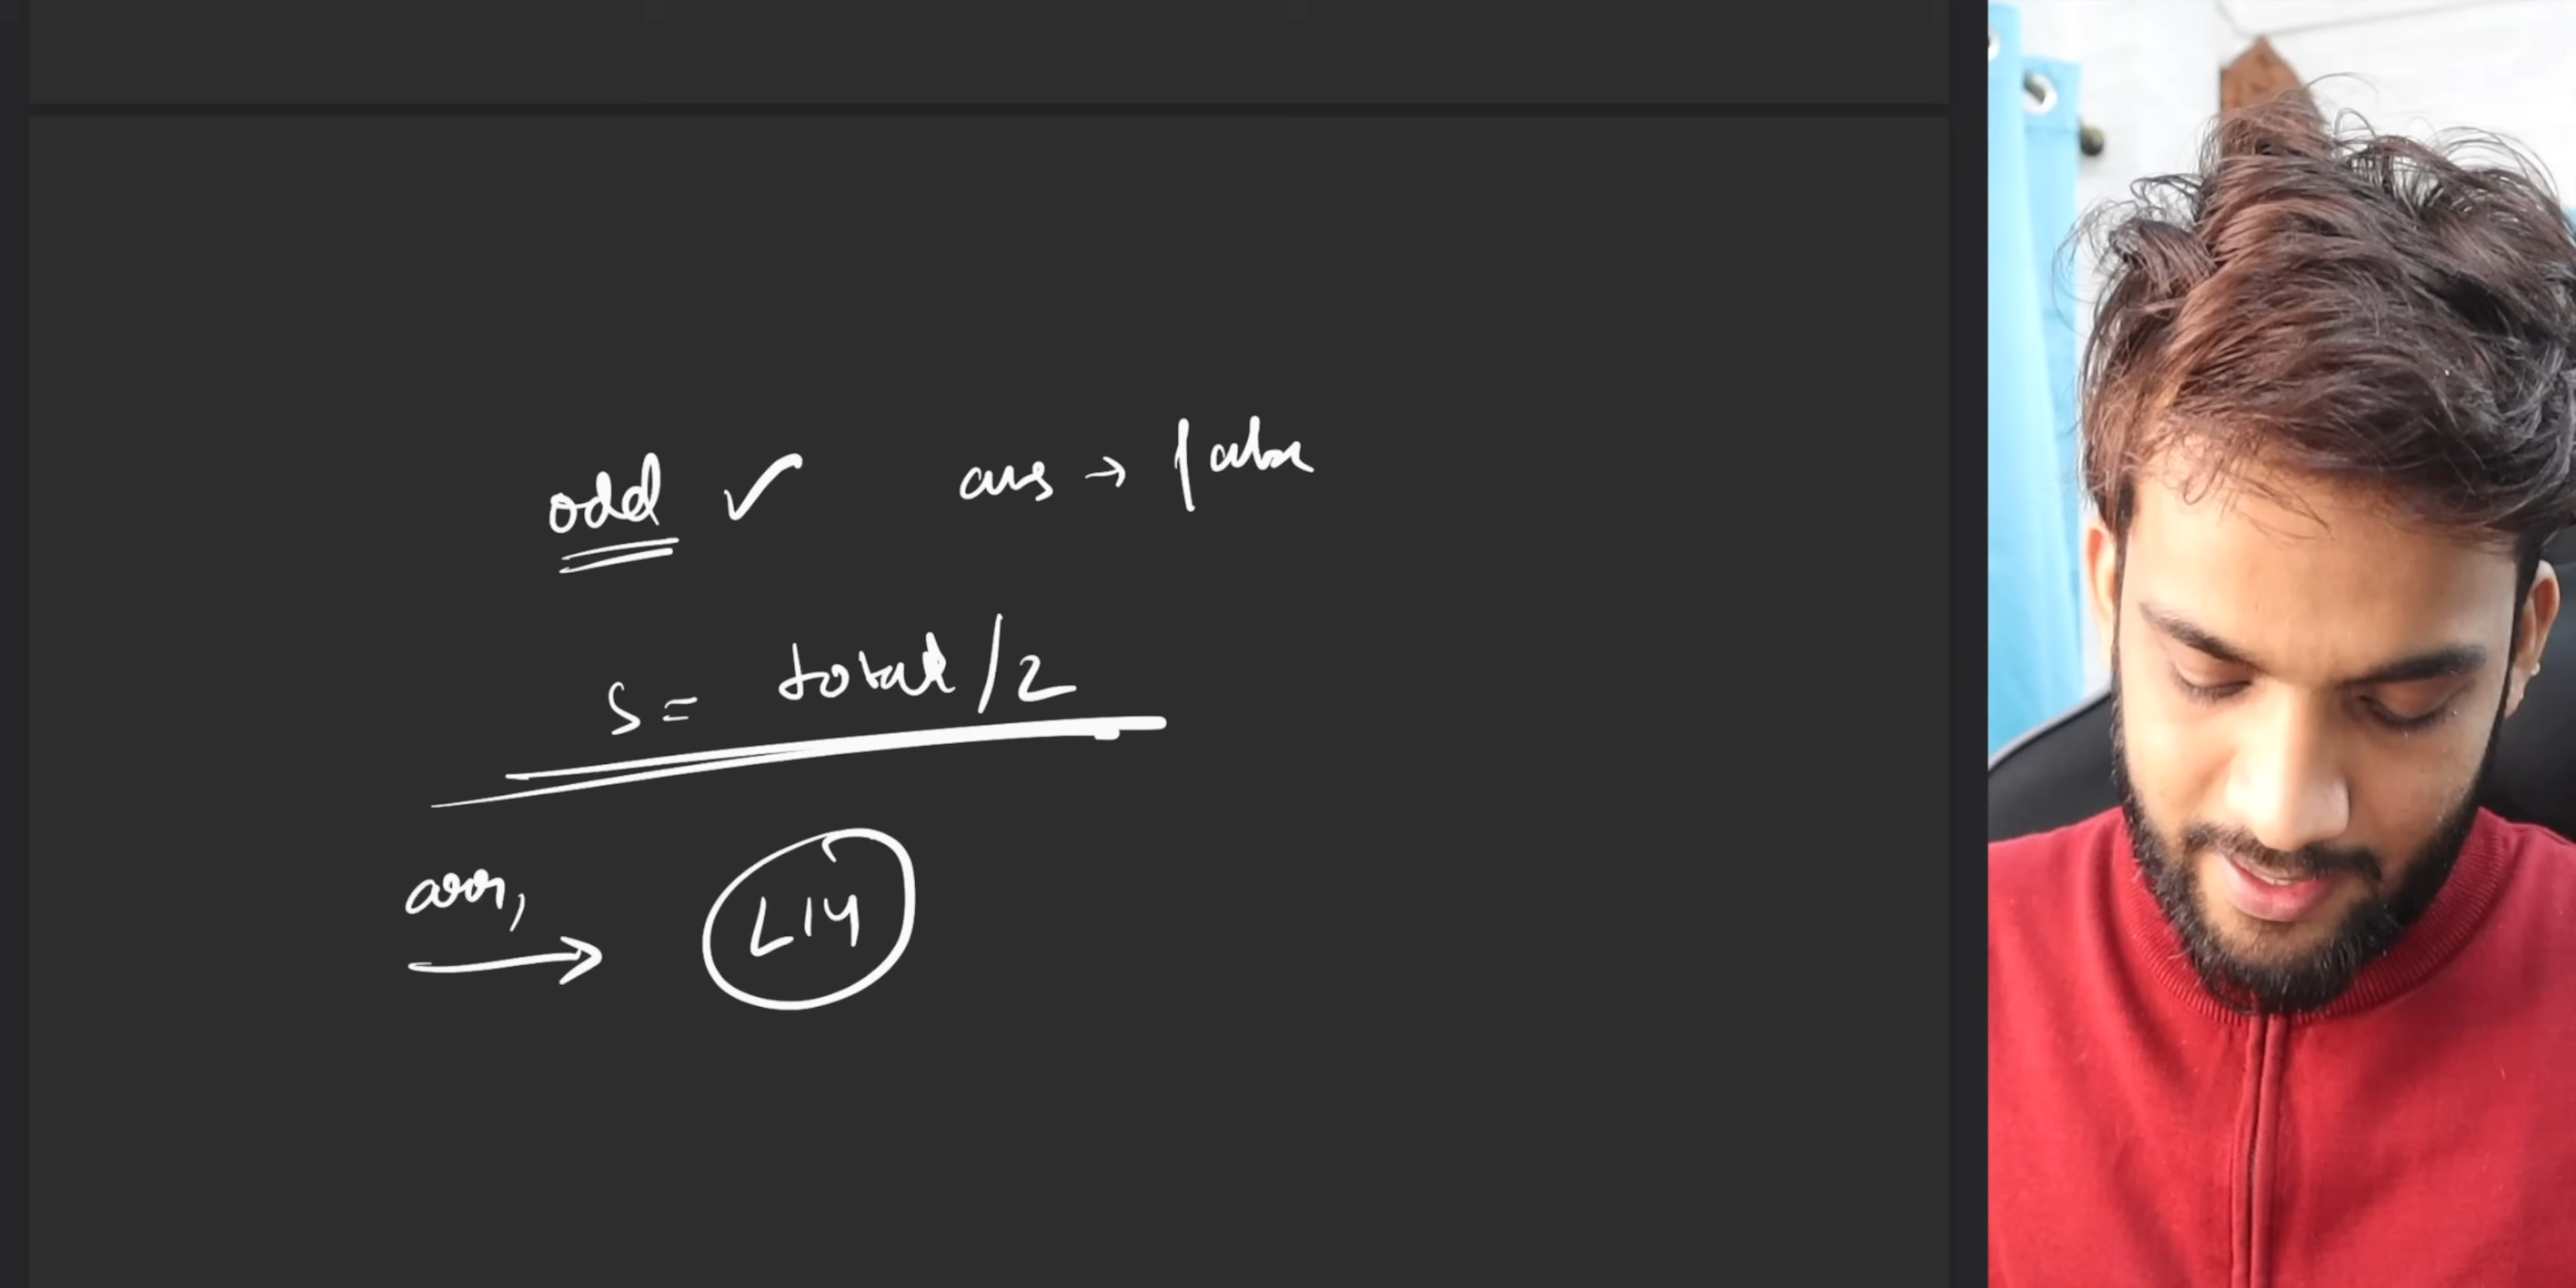 odd ✓ ans → false
S = total/2
arr, → L14